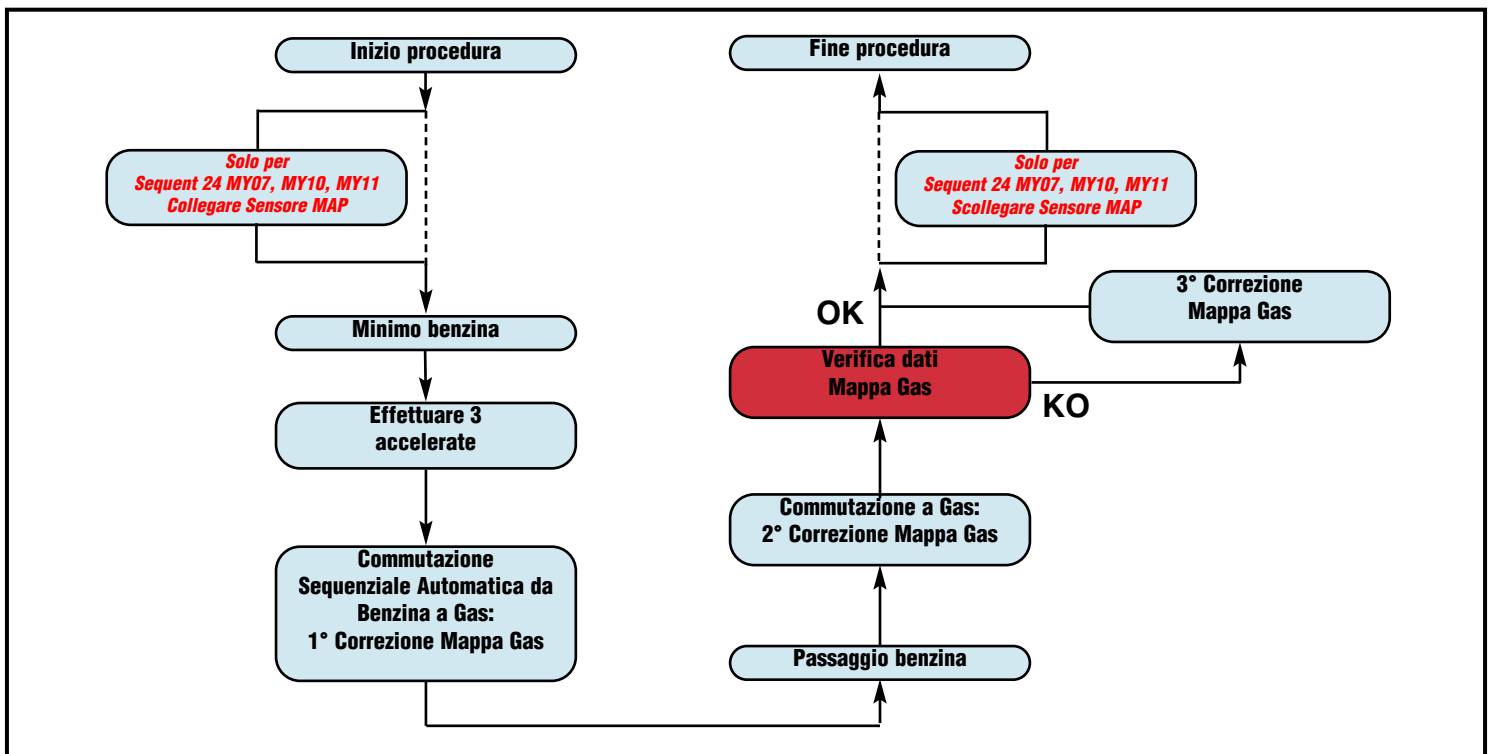 Inizio procedura
Solo per
Sequent 24 MY07, MY10, MY11
Collegare Sensore MAP
Minimo benzina
Effettuare 3
accelerate
Commutazione
Sequenziale Automatica da
Benzina a Gas:
1° Correzione Mappa Gas
Passaggio benzina
Commutazione a Gas:
2° Correzione Mappa Gas
Verifica dati
Mappa Gas
KO
3° Correzione
Mappa Gas
OK
Solo per
Sequent 24 MY07, MY10, MY11
Scollegare Sensore MAP
Fine procedura